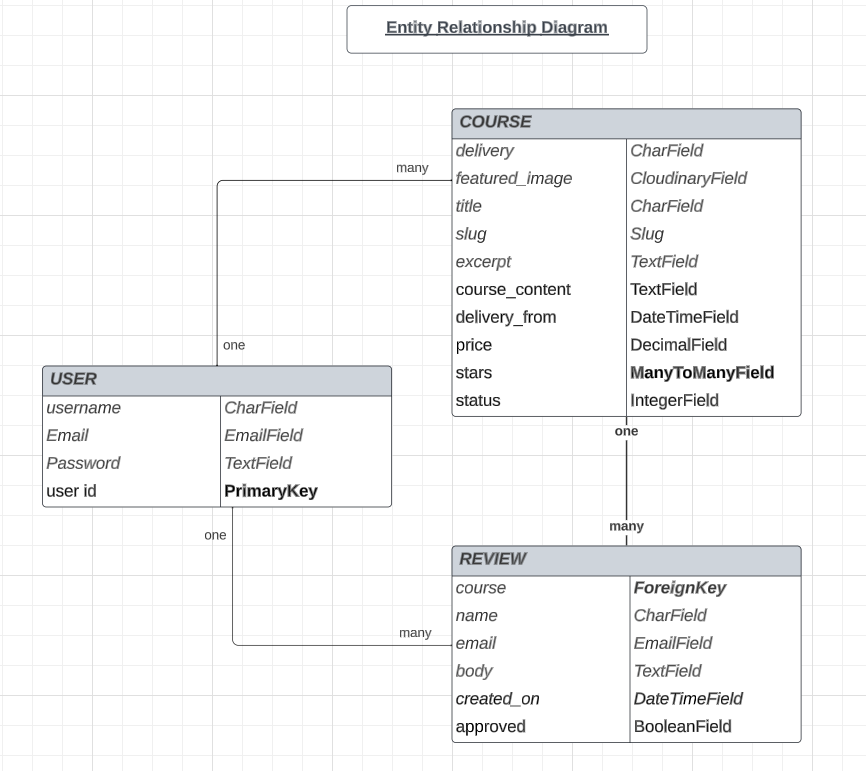 Entity Relationship Diagram
COURSE
delivery CharField
many
featured_image CloudinaryField
title CharField
slug Slug
excerpt TextField
course_content TextField
delivery_from DateTimeField
one
price DecimalField
stars ManyToManyField
status IntegerField
USER
username CharField
Email EmailField
Password TextField
user id PrimaryKey
one
many
one
many
REVIEW
course ForeignKey
name CharField
email EmailField
body TextField
created_on DateTimeField
approved BooleanField